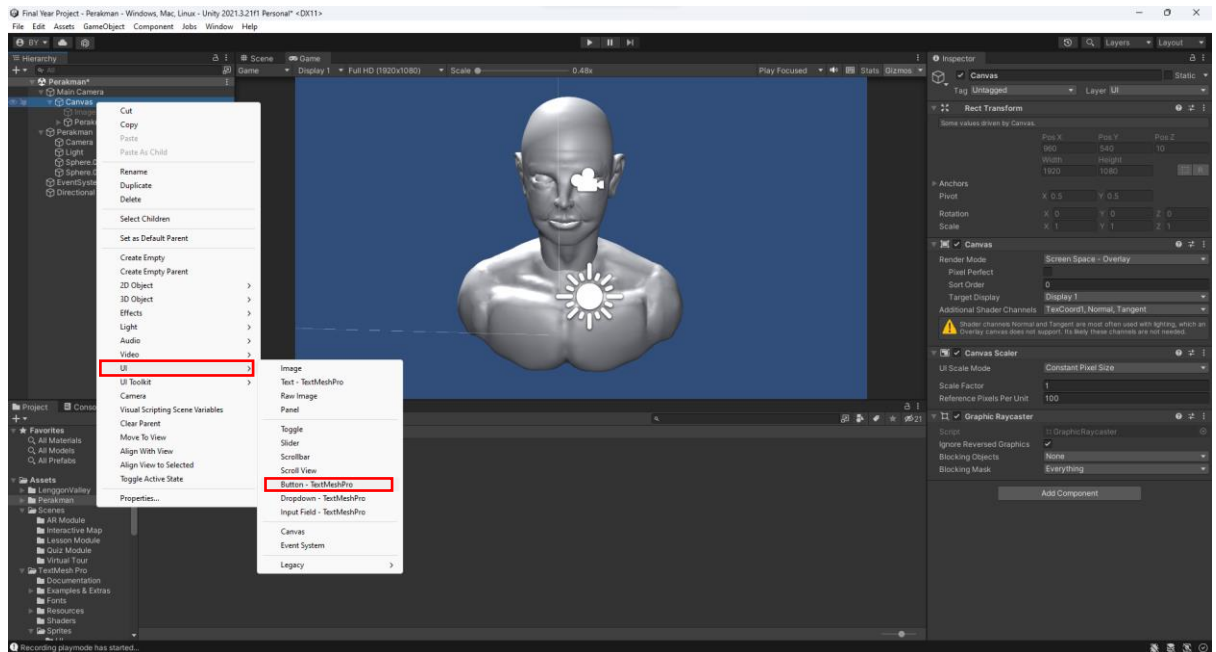 Final Year Project - Perakman - Windows, Mac, Linux - Unity 2021.3.21f1 Personal* <DX11>
File Edit Assets GameObject Component Jobs Window Help
BY
Layers
Layout
Hierarchy
Scene
Game
Inspector
All
Game
Display 1
Full HD (1920x1080)
Scale
0.48x
Play Focused
Stats
Gizmos
Perakman*
Main Camera
Canvas
Image
Perak
Perakman
Camera
Light
Sphere.0
Sphere.0
EventSyste
Directional
Cut
Copy
Paste
Paste As Child
Rename
Duplicate
Delete
Select Children
Set as Default Parent
Create Empty
Create Empty Parent
2D Object
3D Object
Effects
Light
Audio
Video
UI
UI Toolkit
Camera
Visual Scripting Scene Variables
Clear Parent
Move To View
Align With View
Align View to Selected
Toggle Active State
Properties...
Image
Text - TextMeshPro
Raw Image
Panel
Toggle
Slider
Scrollbar
Scroll View
Button - TextMeshPro
Dropdown - TextMeshPro
Input Field - TextMeshPro
Canvas
Event System
Legacy
Canvas
Static
Tag Untagged
Layer UI
Rect Transform
Some values driven by Canvas.
Pos X Pos Y Pos Z
960 540 10
Width Height
1920 1080
R
Anchors
Pivot X 0.5 Y 0.5
Rotation X 0 Y 0 Z 0
Scale X 1 Y 1 Z 1
Canvas
Render Mode Screen Space - Overlay
Pixel Perfect
Sort Order 0
Target Display Display 1
Additional Shader Channels TexCoord1, Normal, Tangent
Shader channels Normal and Tangent are most often used with lighting, which an
Overlay canvas does not support. Its likely these channels are not needed.
Canvas Scaler
UI Scale Mode Constant Pixel Size
Scale Factor 1
Reference Pixels Per Unit 100
Graphic Raycaster
Script GraphicRaycaster
Ignore Reversed Graphics
Blocking Objects None
Blocking Mask Everything
Add Component
Project
Conso
21
Favorites
All Materials
All Models
All Prefabs
Assets
LenggonValley
Perakman
Scenes
AR Module
Interactive Map
Lesson Module
Quiz Module
Virtual Tour
TextMesh Pro
Documentation
Examples & Extras
Fonts
Resources
Shaders
Sprites
Recording playmode has started...